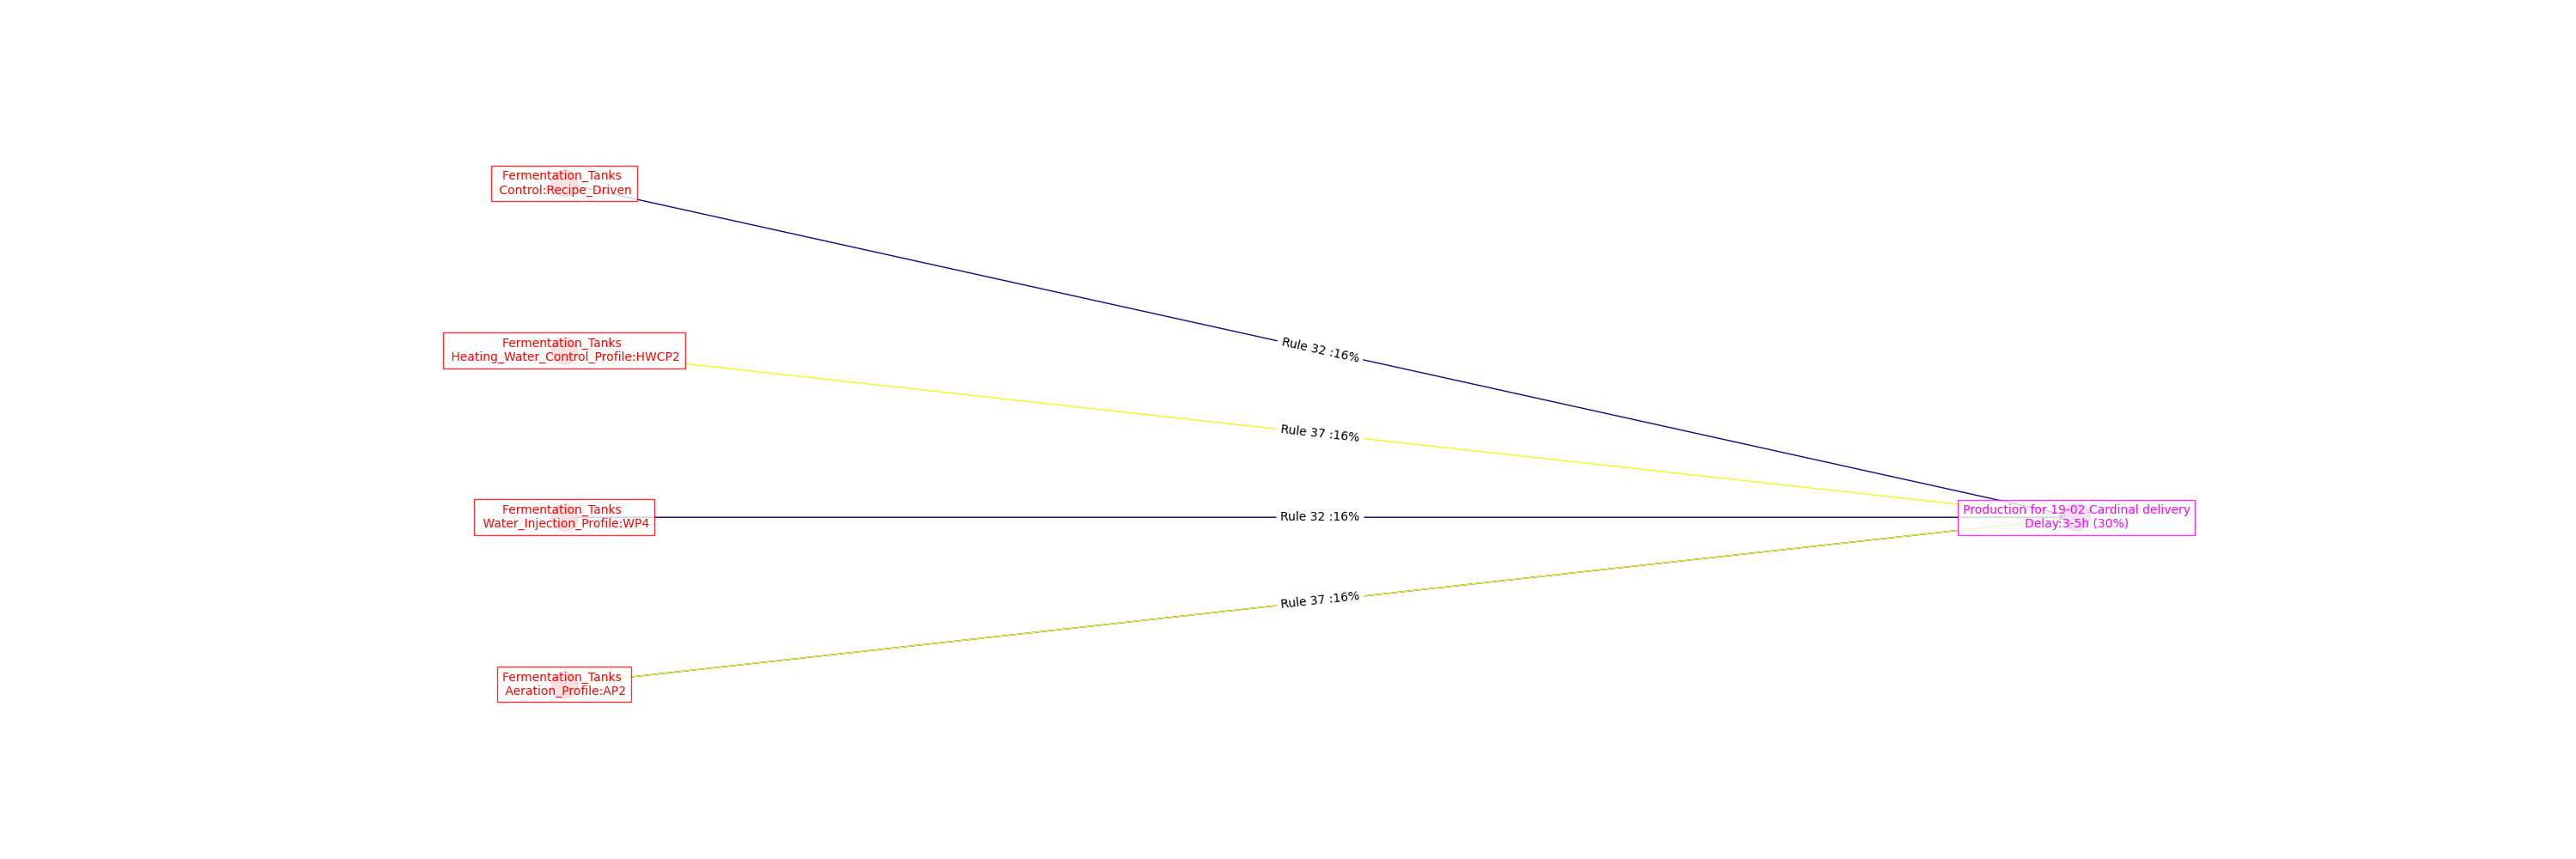 Fermentation_Tanks
Control:Recipe_Driven
Rule 32 :16%
Fermentation_Tanks
Heating_Water_Control_Profile:HWCP2
Rule 37 :16%
Fermentation_Tanks
Water_Injection_Profile:WP4
Rule 32 :16%
Production for 19-02 Cardinal delivery
Delay:3-5h (30%)
Rule 37 :16%
Fermentation_Tanks
Aeration_Profile:AP2